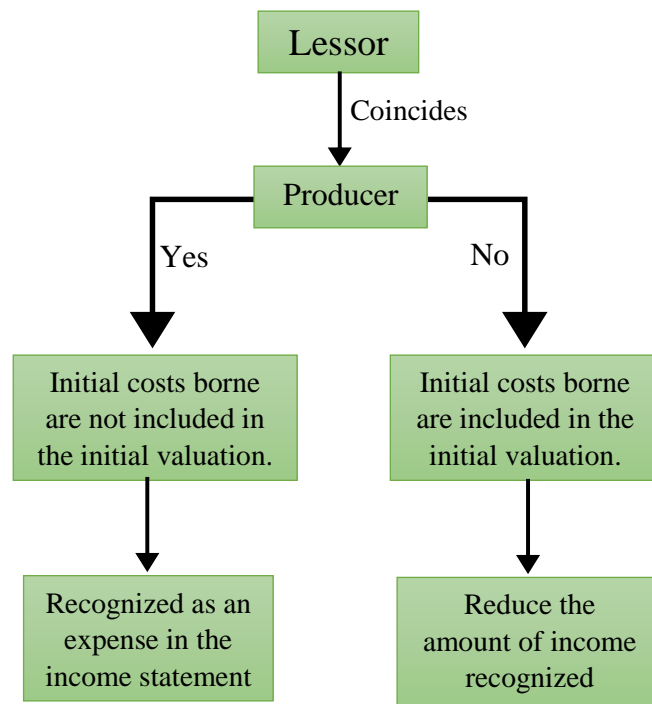 Lessor
Coincides
Producer
Yes
No
Initial costs borne
are not included in
the initial valuation.
Initial costs borne
are included in the
initial valuation.
Recognized as an
expense in the
income statement
Reduce the
amount of income
recognized